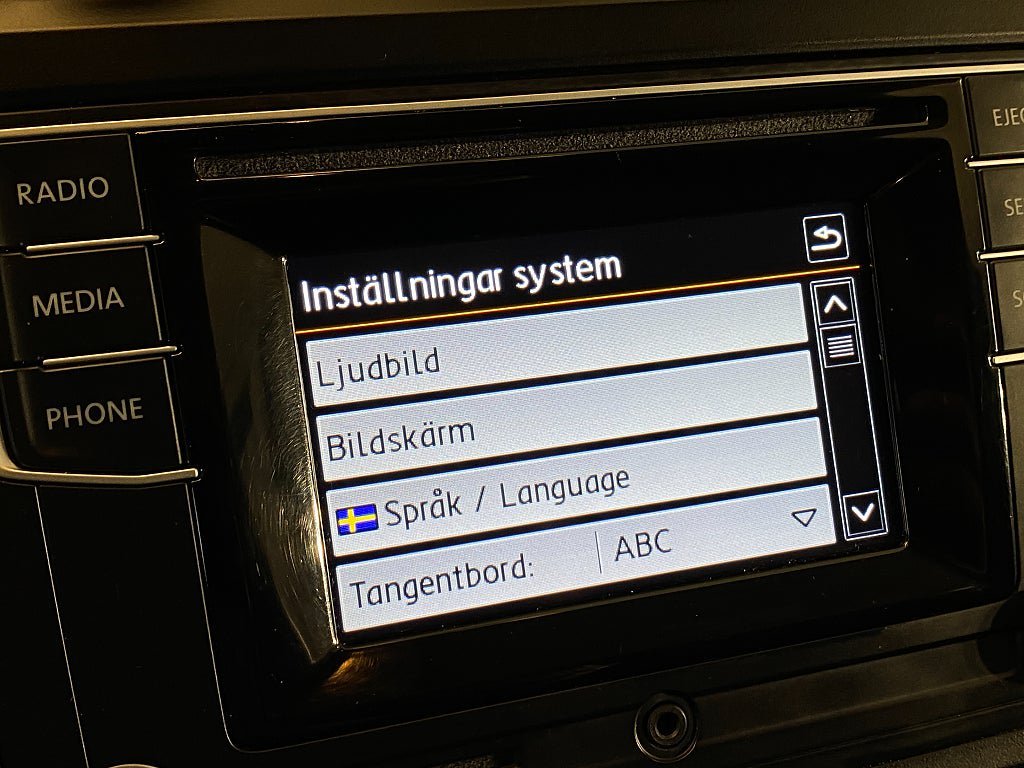 RADIO
MEDIA
PHONE
Inställningar system
Ljudbild
Bildskärm
Språk / Language
Tangentbord: ABC